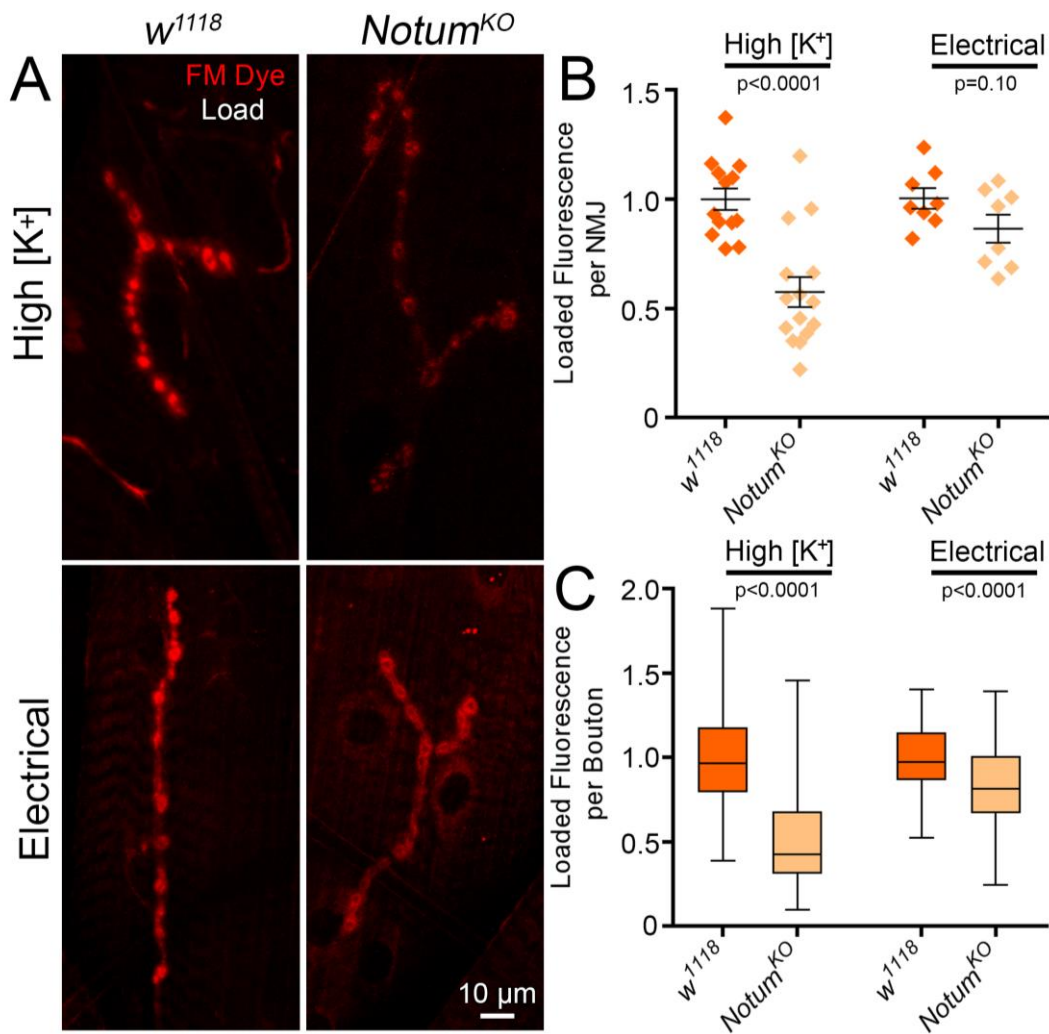 A
w¹¹¹⁸
Notumᴷᴼ
FM Dye
Load
High [K⁺]
Electrical
10 µm
B
High [K⁺]
p<0.0001
Electrical
p=0.10
Loaded Fluorescence
per NMJ
1.5
1.0
0.5
0
w¹¹¹⁸
Notumᴷᴼ
w¹¹¹⁸
Notumᴷᴼ
C
High [K⁺]
p<0.0001
Electrical
p<0.0001
Loaded Fluorescence
per Bouton
2.0
1.5
1.0
0.5
0
w¹¹¹⁸
Notumᴷᴼ
w¹¹¹⁸
Notumᴷᴼ